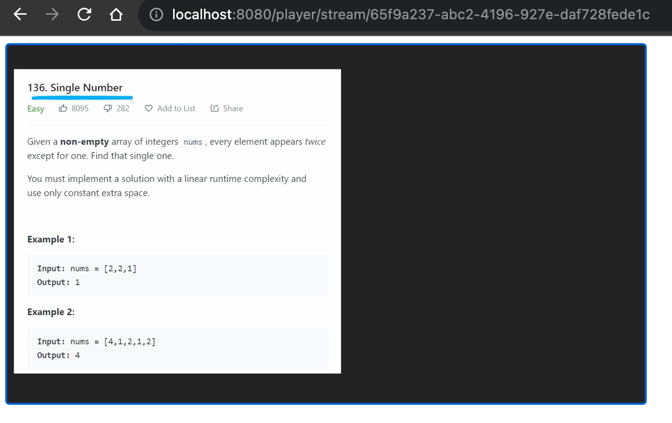 localhost:8080/player/stream/65f9a237-abc2-4196-927e-daf728fede1c
136. Single Number
Easy 8095 282 Add to List Share
Given a non-empty array of integers nums, every element appears twice
except for one. Find that single one.
You must implement a solution with a linear runtime complexity and
use only constant extra space.
Example 1:
Input: nums = [2,2,1]
Output: 1
Example 2:
Input: nums = [4,1,2,1,2]
Output: 4